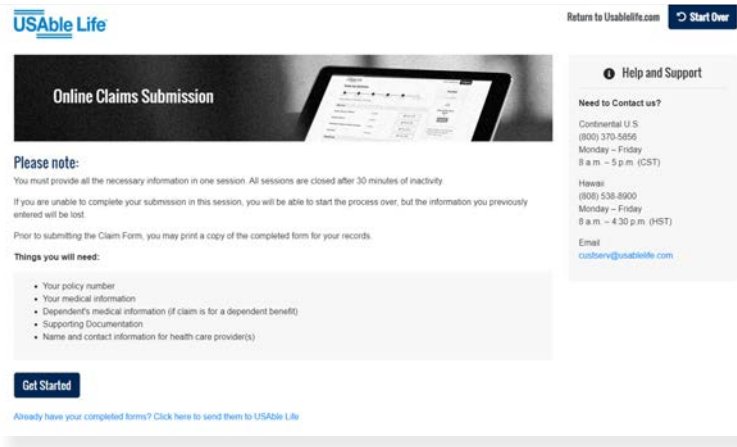 USAble Life
Return to Usablelife.com
Start Over
Online Claims Submission
Please note:
You must provide all the necessary information in one session. All sessions are closed after 30 minutes of inactivity.
If you are unable to complete your submission in this session, you will be able to start the process over, but the information you previously
entered will be lost.
Prior to submitting the Claim Form, you may print a copy of the completed form for your records.
Things you will need:
• Your policy number
• Your medical information
• Dependent's medical information (if claim is for a dependent benefit)
• Supporting Documentation
• Name and contact information for health care provider(s)
Get Started
Already have your completed forms? Click here to send them to USAble Life
Help and Support
Need to Contact us?
Continental U.S.
(800) 370-5856
Monday – Friday
8 a.m. – 5 p.m. (CST)
Hawaii
(808) 538-8900
Monday – Friday
8 a.m. – 4:30 p.m. (HST)
Email
custserv@usablelife.com